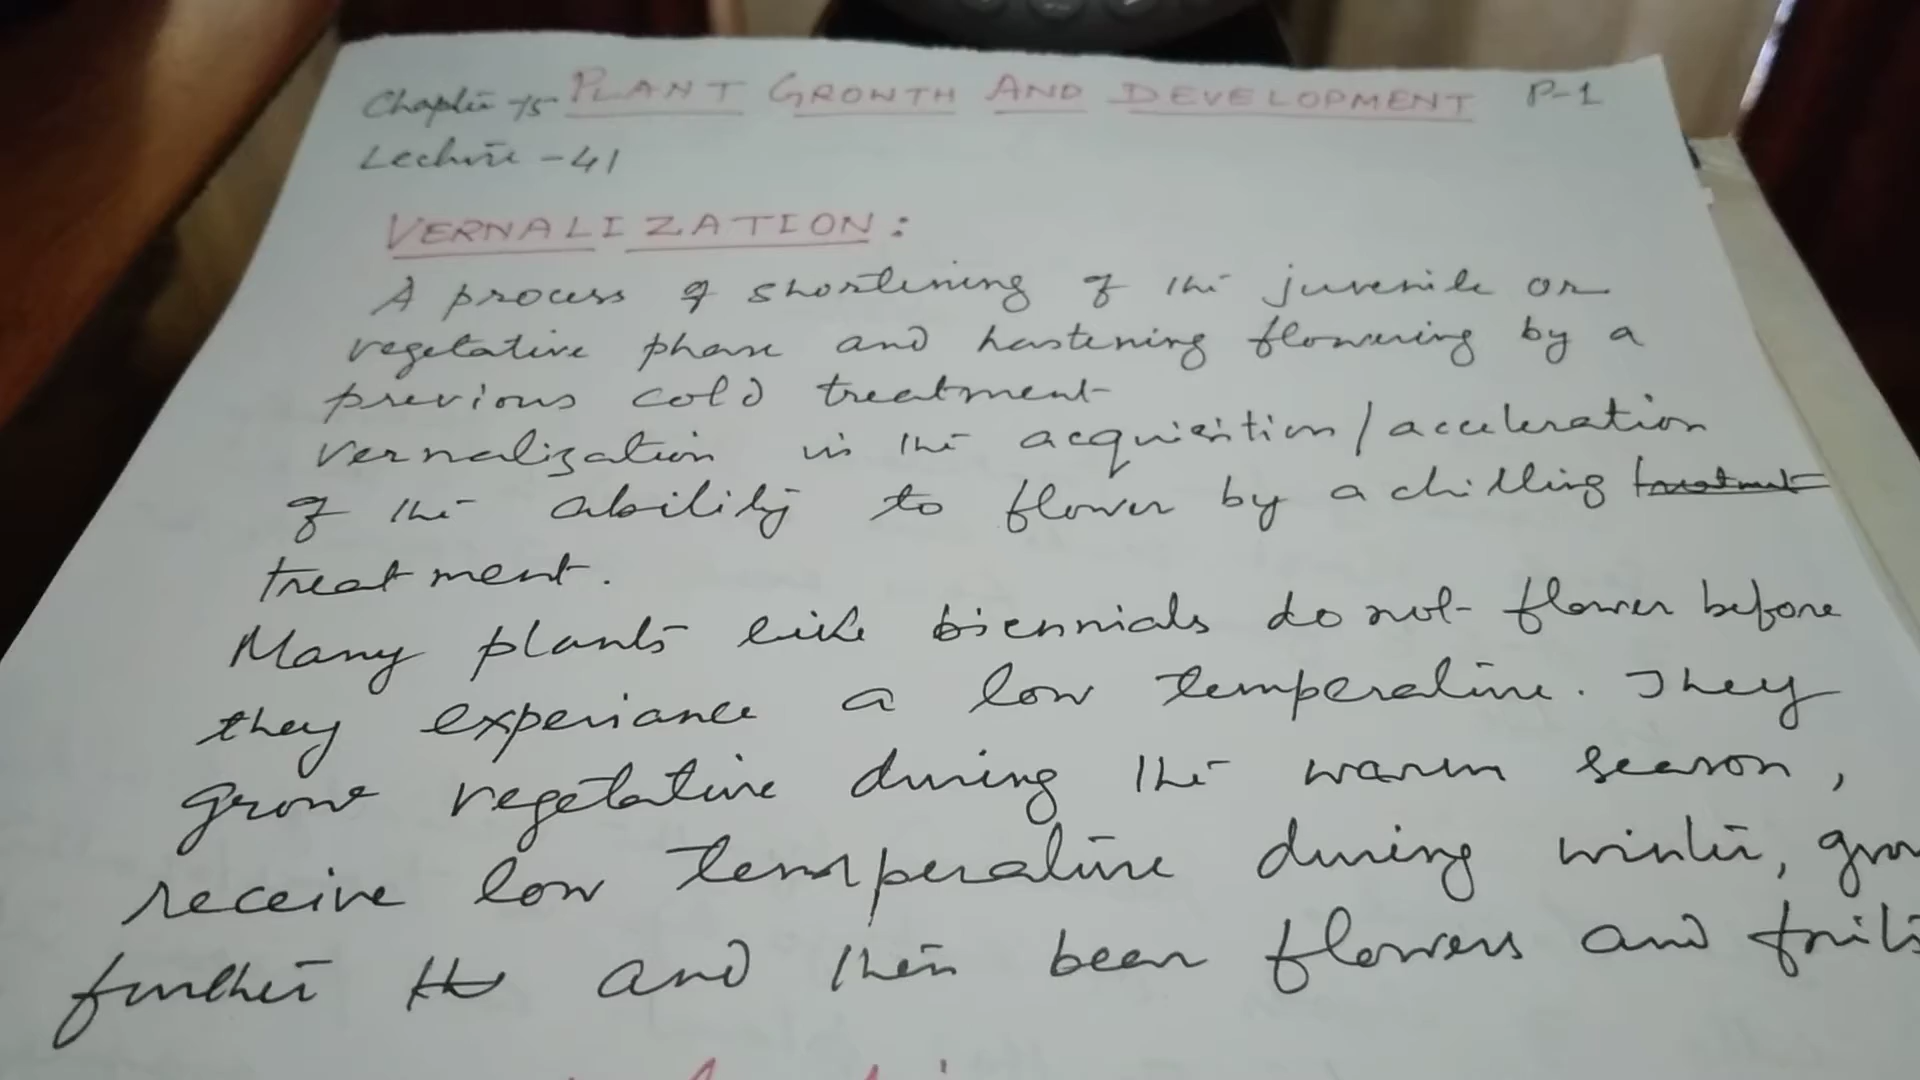 Chapter 15 PLANT GROWTH AND DEVELOPMENT P-1
Lecture - 41
VERNALIZATION:
A process of shortening of the juvenile or
vegetative phase and hastening flowering by a
previous cold treatment
vernalization is the acquisition/acceleration
of the ability to flower by a chilling treatment
treatment.
Many plants like biennials do not flower before
they experiance a low temperature. They
grow vegetative during the warm season,
receive low temperature during winter, grow
further and then bear flowers and fruits